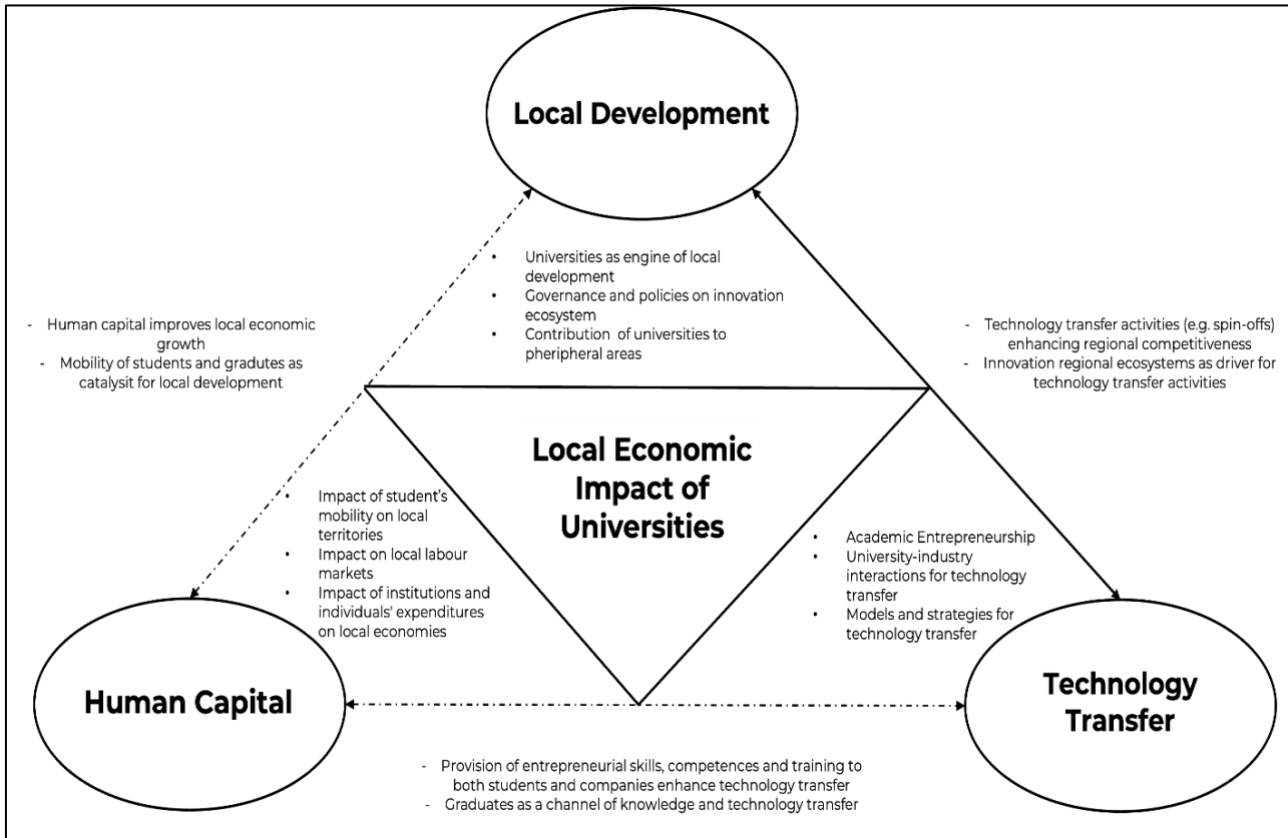 Local Development
• Universities as engine of local
development
• Governance and policies on innovation
ecosystem
• Contribution of universities to
pheripheral areas
- Human capital improves local economic
growth
- Mobility of students and gradutes as
catalysit for local development
- Technology transfer activities (e.g. spin-offs)
enhancing regional competitiveness
- Innovation regional ecosystems as driver for
technology transfer activities
Local Economic
Impact of
Universities
• Impact of student's
mobility on local
territories
• Impact on local labour
markets
• Impact of institutions and
individuals' expenditures
on local economies
• Academic Entrepreneurship
• University-industry
interactions for technology
transfer
• Models and strategies for
technology transfer
Human Capital
Technology
Transfer
- Provision of entrepreneurial skills, competences and training to
both students and companies enhance technology transfer
- Graduates as a channel of knowledge and technology transfer